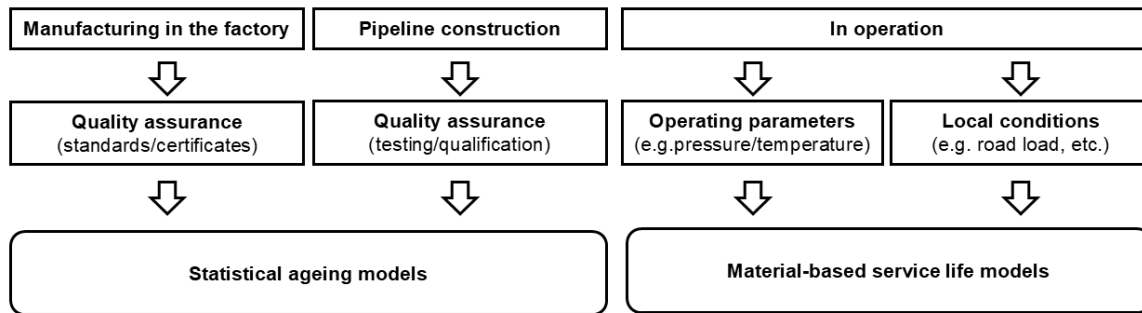 Manufacturing in the factory
Pipeline construction
In operation
Quality assurance
(standards/certificates)
Quality assurance
(testing/qualification)
Operating parameters
(e.g.pressure/temperature)
Local conditions
(e.g. road load, etc.)
Statistical ageing models
Material-based service life models